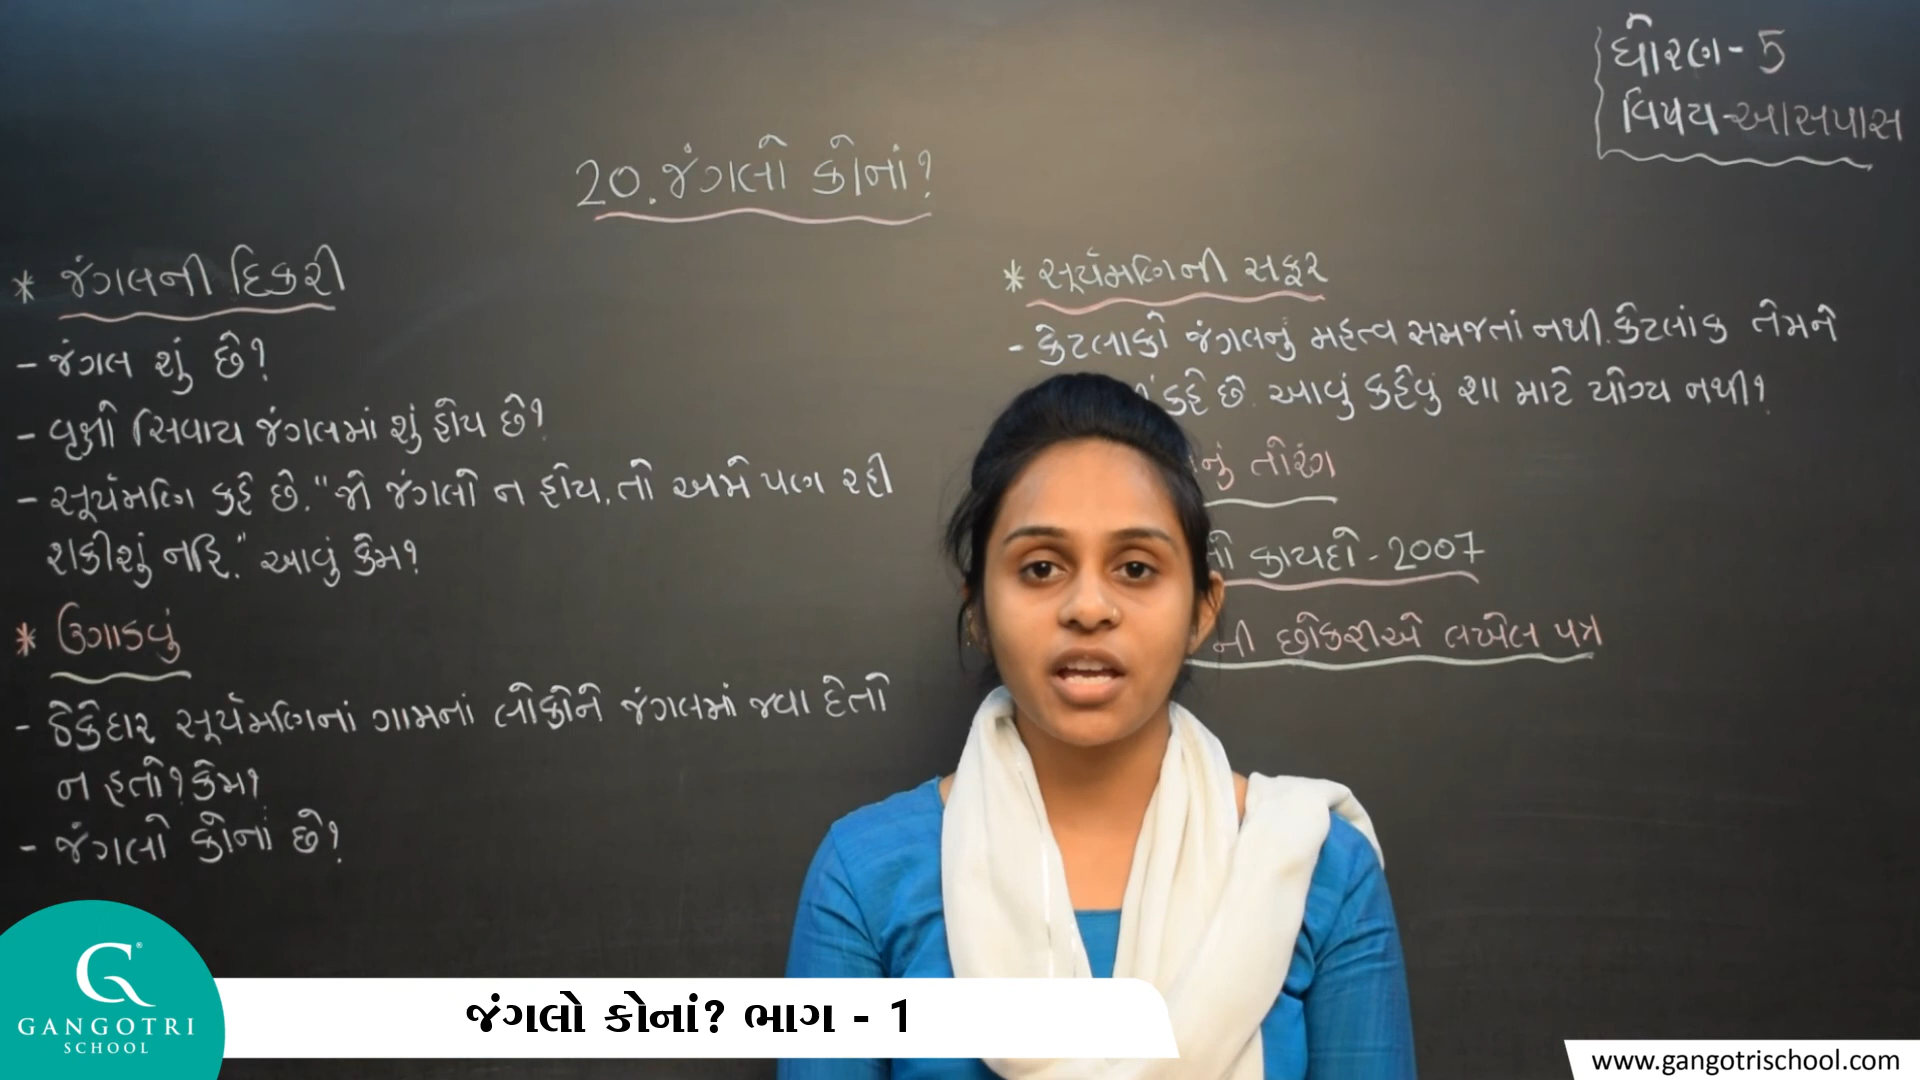 ધોરણ-5
વિષય-આસપાસ
20. જંગલો કોનાં?
* જંગલની દિકરી
- જંગલ શું છે?
- વૃક્ષો સિવાય જંગલમાં શું હોય છે?
- સૂર્યમણિ કહે છે. "જો જંગલો ન હોય, તો અમે પણ રહી
શકીશું નહિ." આવું કેમ?
* ઉગાડવું
- ઠેકેદાર સૂર્યમણિનાં ગામનાં લોકોને જંગલમાં જવા દેતો
ન હતો? કેમ?
- જંગલો કોનાં છે?
* સૂર્યમણિની સફર
- કેટલાકો જંગલનું મહત્વ સમજતાં નથી. કેટલાંક તેમને
કહે છે. આવું કહેવું શા માટે યોગ્ય નથી?
નું તોરંગ
નો કાયદો - 2007
ની છોકરીએ લખેલ પત્ર
G®
GANGOTRI
SCHOOL
જંગલો કોનાં? ભાગ - 1
www.gangotrischool.com